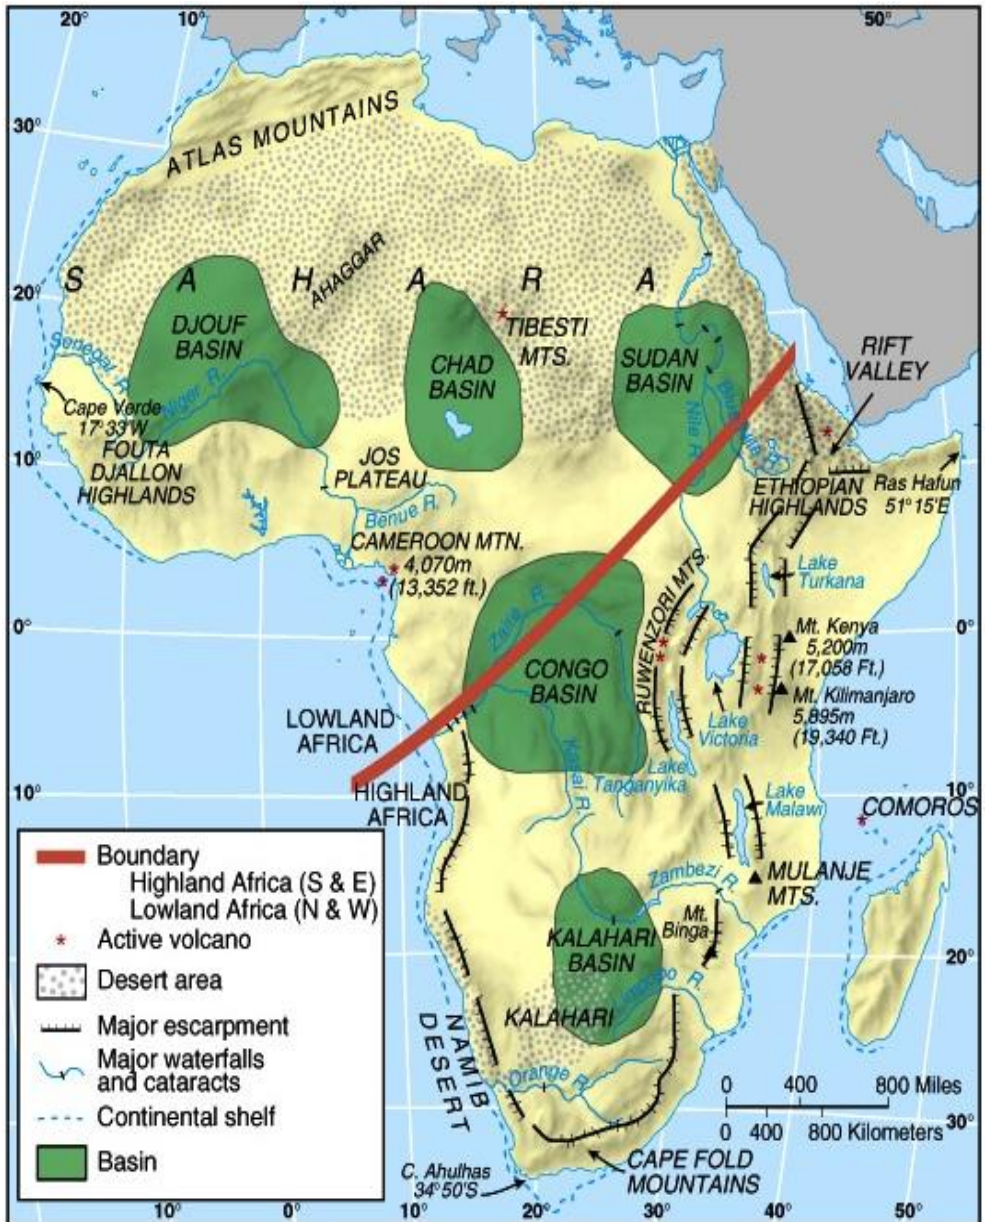 20°
10°
0°
50°
30°
ATLAS MOUNTAINS
S A H A R A
AHAGGAR
20°
20°
DJOUF
BASIN
TIBESTI
MTS.
CHAD
BASIN
SUDAN
BASIN
RIFT
VALLEY
Senegal R.
Niger R.
Nile R.
Blue
Nile R.
Cape Verde
17°33'W
FOUTA
DJALLON
HIGHLANDS
10°
10°
JOS
PLATEAU
Benue R.
ETHIOPIAN
HIGHLANDS
Ras Hafun
51°15'E
CAMEROON MTN.
4,070m
(13,352 ft.)
Lake
Turkana
RUWENZORI MTS.
Zaire R.
0°
0°
Mt. Kenya
5,200m
(17,058 Ft.)
CONGO
BASIN
Mt. Kilimanjaro
5,895m
(19,340 Ft.)
Lake
Victoria
LOWLAND
AFRICA
HIGHLAND
AFRICA
Kasai R.
Lake
Tanganyika
10°
10°
Lake
Malawi
COMOROS
Zambezi R.
MULANJE
MTS.
Mt.
Binga
KALAHARI
BASIN
20°
R.
KALAHARI
NAMIB
DESERT
Orange R.
0 400 800 Miles
0 400 800 Kilometers
30°
CAPE FOLD
MOUNTAINS
C. Ahulhas
34°50'S
Boundary
Highland Africa (S & E)
Lowland Africa (N & W)
Active volcano
Desert area
Major escarpment
Major waterfalls
and cataracts
Continental shelf
Basin
10°
0°
10°
20°
30°
40°
50°